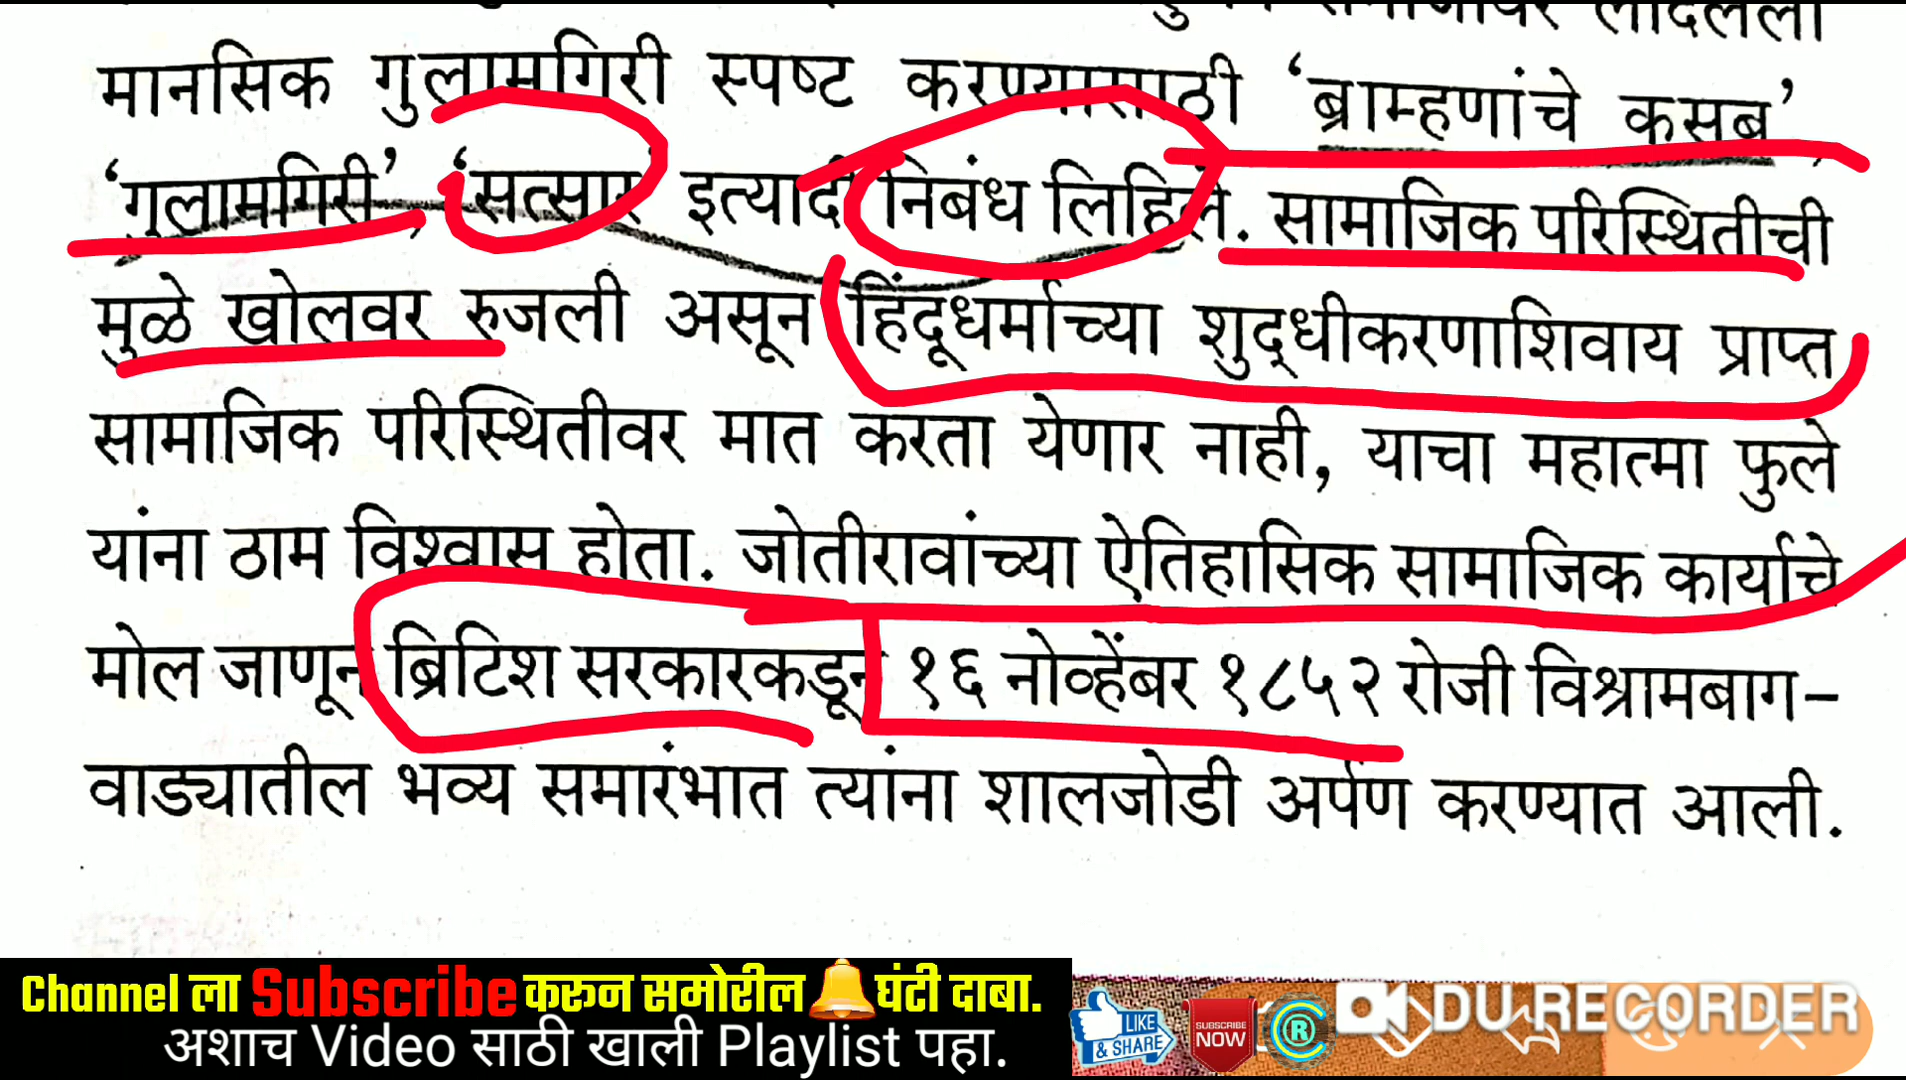 मानसिक गुलामगिरी स्पष्ट करण्यासाठी ‘ब्राम्हणांचे कसब’
‘गुलामगिरी’, ‘सत्सार’ इत्यादी निबंध लिहिले. सामाजिक परिस्थितीची
मुळे खोलवर रुजली असून हिंदूधर्माच्या शुद्धीकरणाशिवाय प्राप्त
सामाजिक परिस्थितीवर मात करता येणार नाही, याचा महात्मा फुले
यांना ठाम विश्वास होता. जोतीरावांच्या ऐतिहासिक सामाजिक कार्याचे
मोल जाणून ब्रिटिश सरकारकडून १६ नोव्हेंबर १८५२ रोजी विश्रामबाग-
वाड्यातील भव्य समारंभात त्यांना शालजोडी अर्पण करण्यात आली.
Channel ला Subscribe करून समोरील घंटी दाबा.
अशाच Video साठी खाली Playlist पहा.
LIKE
& SHARE
SUBSCRIBE
NOW
R
DU RECORDER